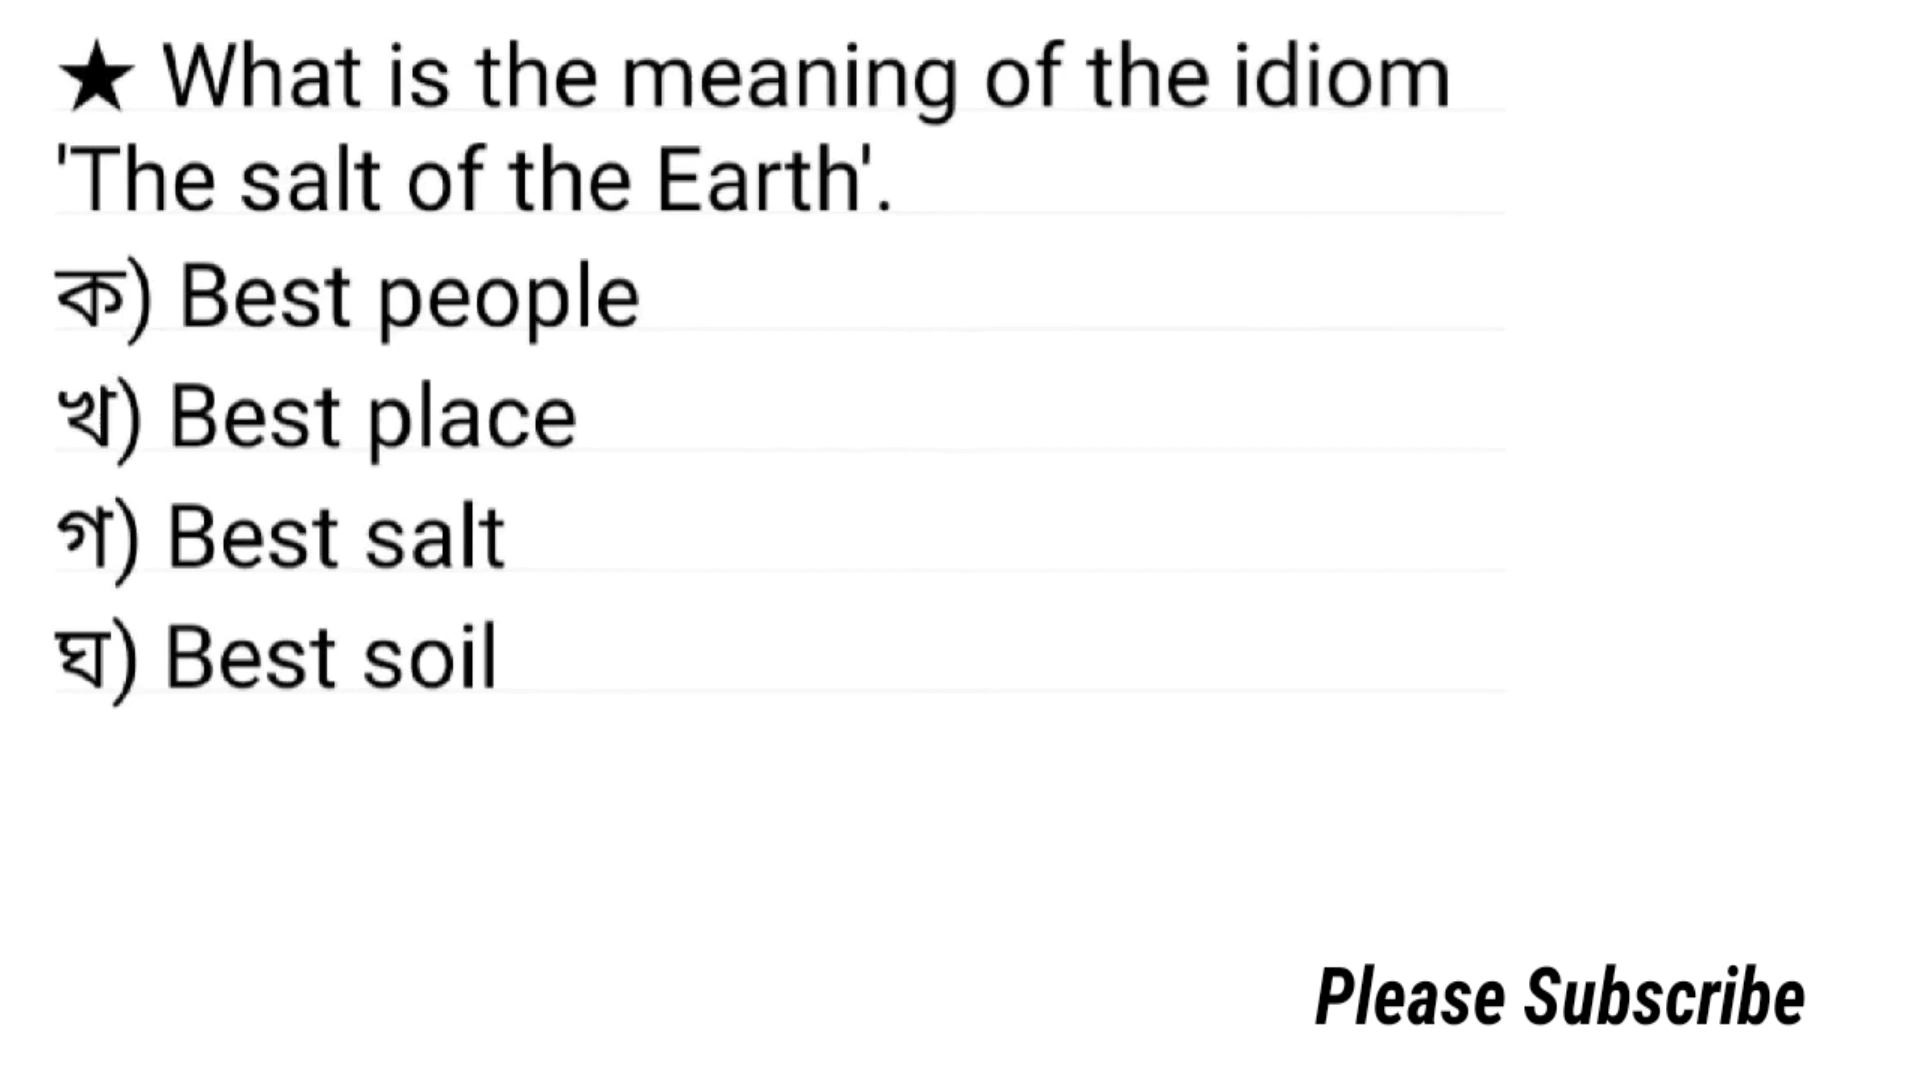 ★ What is the meaning of the idiom
'The salt of the Earth'.
ক) Best people
খ) Best place
গ) Best salt
ঘ) Best soil
Please Subscribe